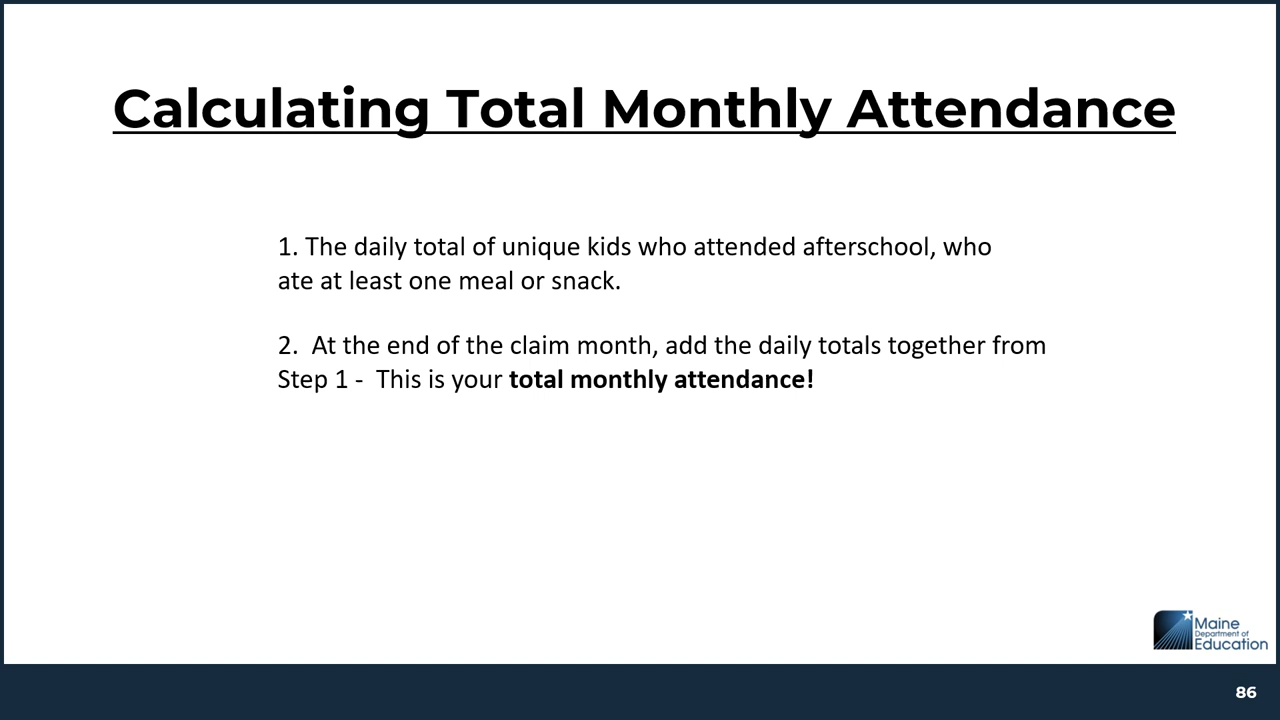 Calculating Total Monthly Attendance
1. The daily total of unique kids who attended afterschool, who
ate at least one meal or snack.
2.  At the end of the claim month, add the daily totals together from
Step 1 -  This is your total monthly attendance!
Maine
Department of
Education
86